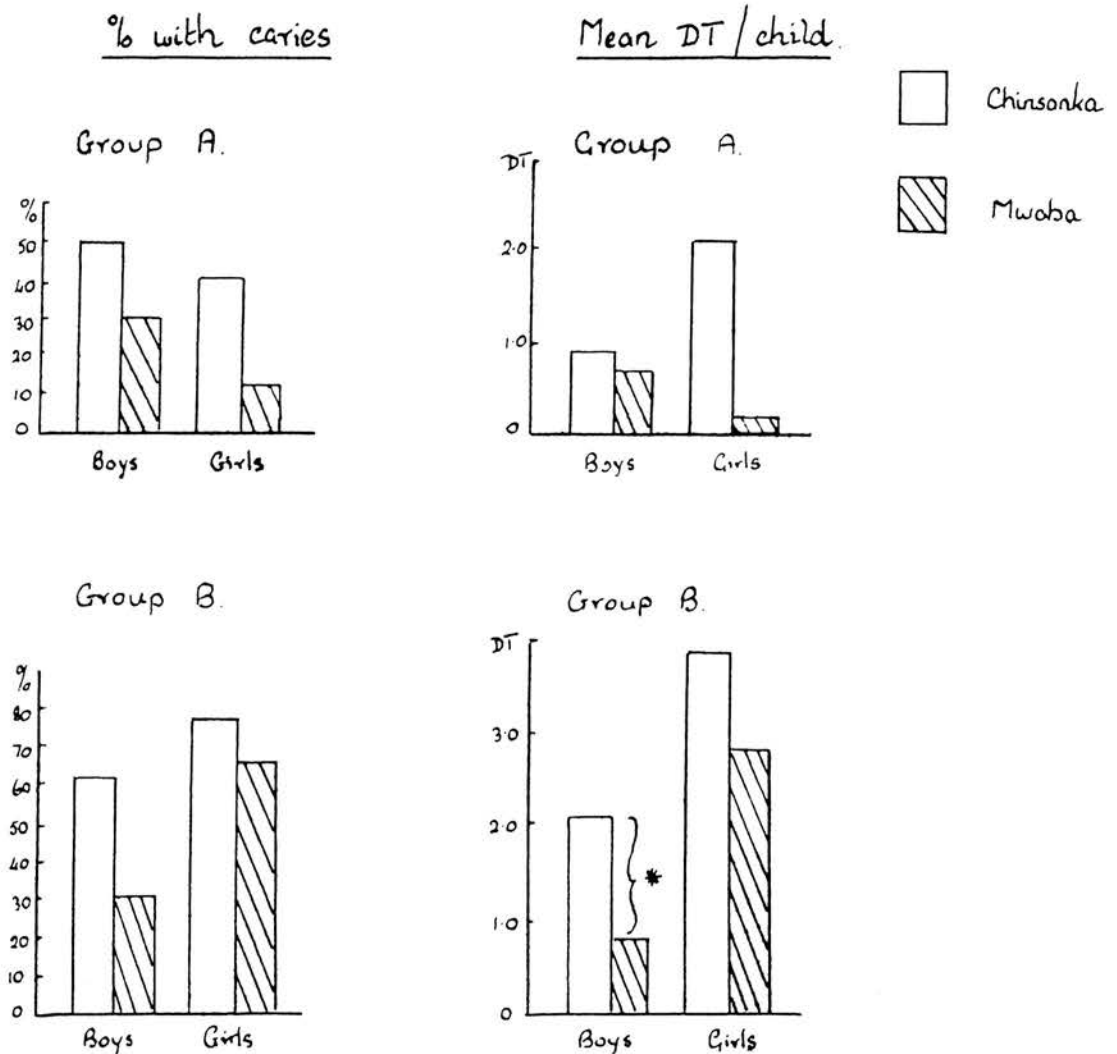 % with caries
Mean DT / child.
Chinsonka
Mwaba
Group A.
%
50
40
30
20
10
0
Boys Girls
Group A.
DT
2.0
1.0
0
Boys Girls
Group B.
%
80
70
60
50
40
30
20
10
0
Boys Girls
Group B.
DT
3.0
2.0
1.0
0
*
Boys Girls